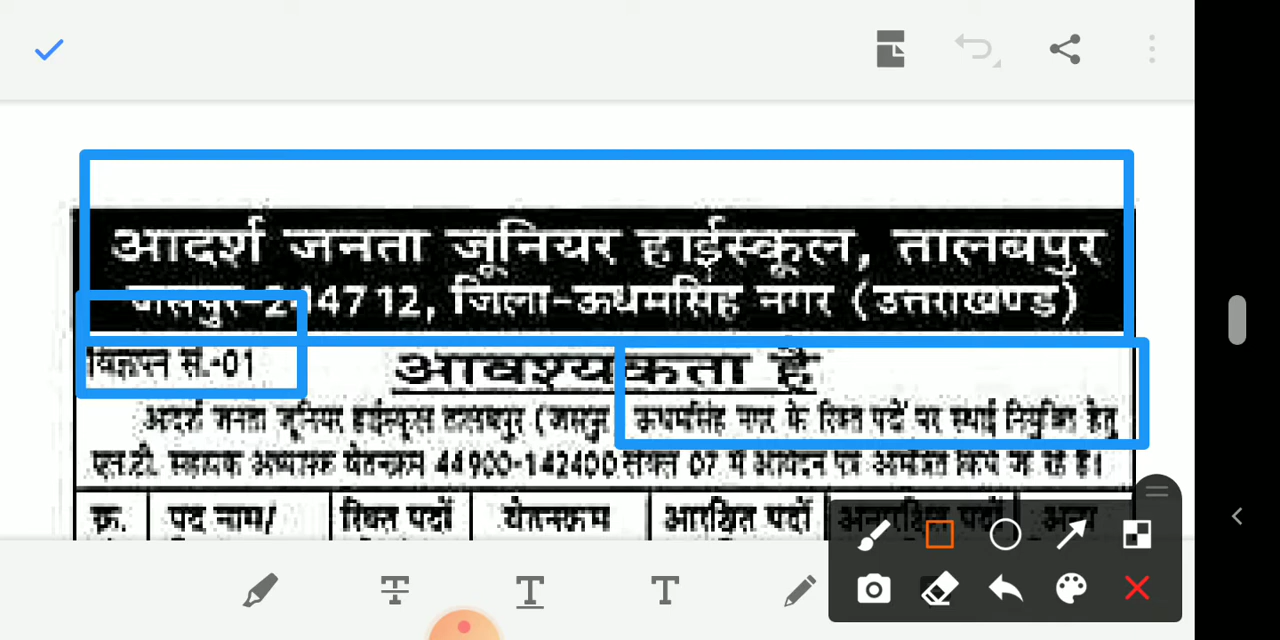 आदर्श जनता जूनियर हाईस्कूल, तालबपुर
जिला-ऊधमसिंह नगर (उत्तराखण्ड)
विज्ञप्ति सं.-01
आवश्यकता है
आदर्श जनता जूनियर हाईस्कूल तालबपुर (जसपुर ऊधमसिंह नगर के रिक्त पदों पर स्थाई नियुक्ति हेतु
एल.टी. सहायक अध्यापक वेतनक्रम 44900-142400 लेवल 07 में आवेदन पत्र आमंत्रित किये जा रहे है।
क्र. पद नाम/ रिक्त पदों वेतनक्रम आरक्षित पदों अनारक्षित पदों अन्य